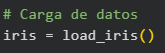 # Carga de datos
iris = load_iris()